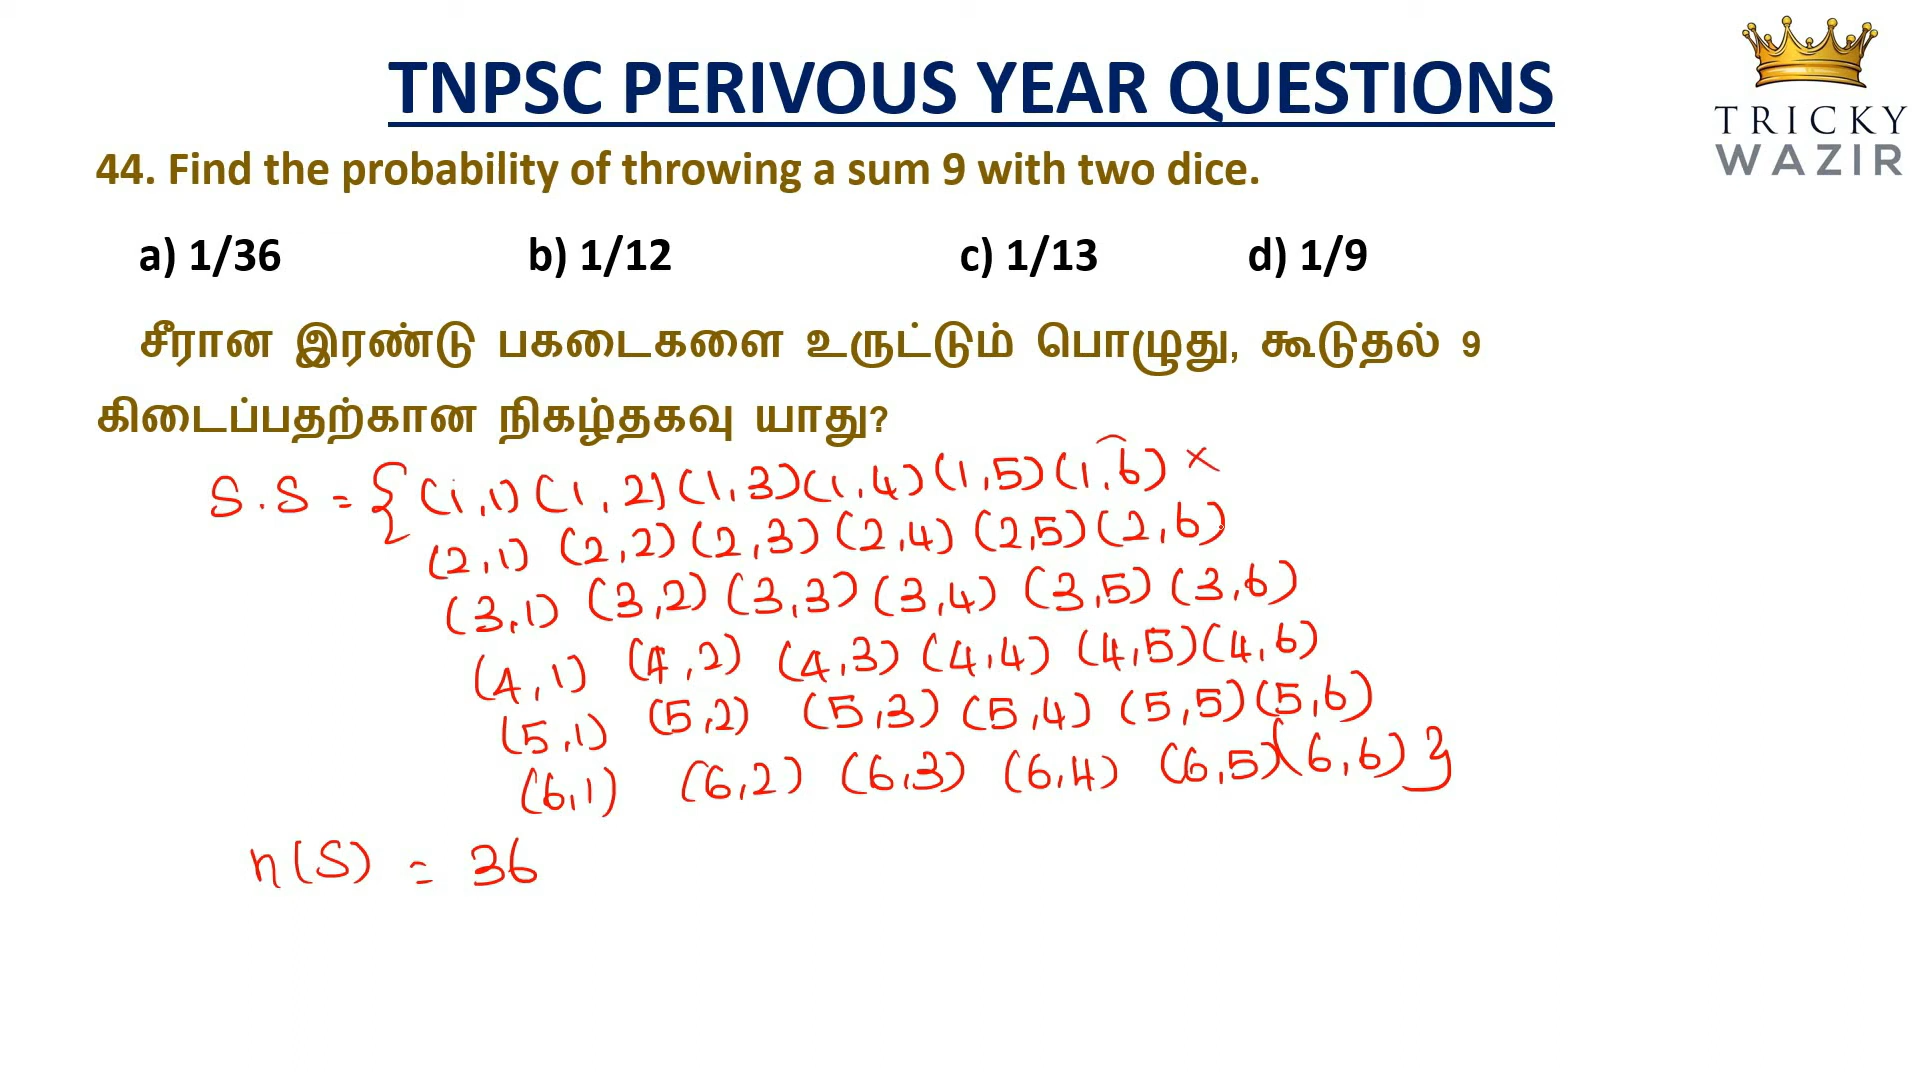 TNPSC PERIVOUS YEAR QUESTIONS
TRICKY
WAZIR
44. Find the probability of throwing a sum 9 with two dice.
a) 1/36 b) 1/12 c) 1/13 d) 1/9
சீரான இரண்டு பகடைகளை உருட்டும் பொழுது, கூடுதல் 9
கிடைப்பதற்கான நிகழ்தகவு யாது?
S.S = {(1,1) (1,2) (1,3) (1,4) (1,5) (1,6) ×
(2,1) (2,2) (2,3) (2,4) (2,5) (2,6)
(3,1) (3,2) (3,3) (3,4) (3,5) (3,6)
(4,1) (4,2) (4,3) (4,4) (4,5) (4,6)
(5,1) (5,2) (5,3) (5,4) (5,5) (5,6)
(6,1) (6,2) (6,3) (6,4) (6,5) (6,6) }
n(S) = 36